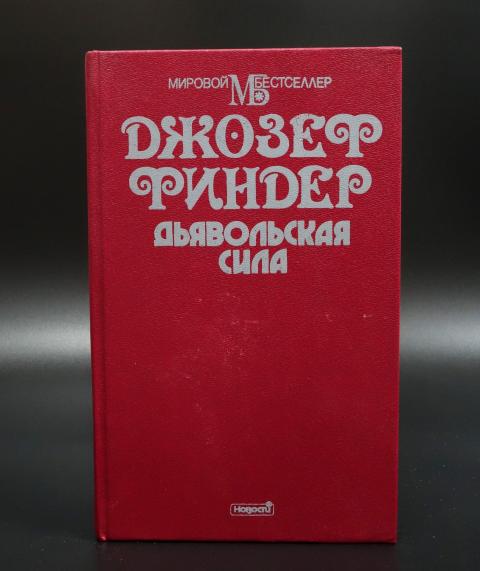 МИРОВОЙ МБ БЕСТСЕЛЛЕР
ДЖОЗЕФ
ФИНДЕР
ДЬЯВОЛЬСКАЯ
СИЛА
Новости